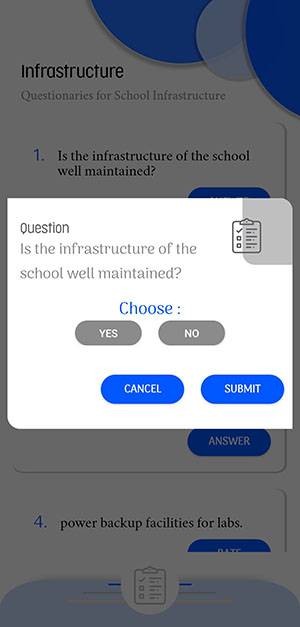 Infrastructure
Questionaries for School Infrastructure
1. Is the infrastructure of the school
well maintained?
Question
Is the infrastructure of the
school well maintained?
Choose :
YES NO
CANCEL SUBMIT
ANSWER
4. power backup facilities for labs.